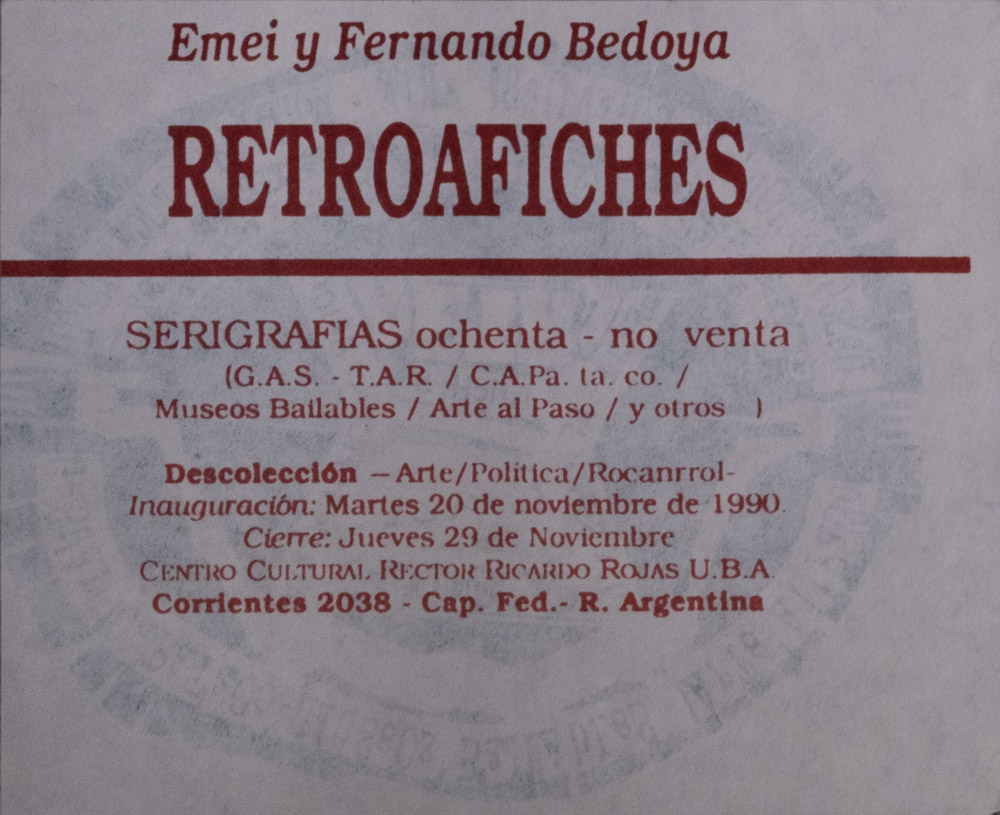 Emei y Fernando Bedoya
RETROAFICHES
SERIGRAFIAS ochenta - no venta
(G.A.S. - T.A.R. / C.A.Pa. ta. co. /
Museos Bailables / Arte al Paso / y otros )
Descolección – Arte/Política/Rocanrrol-
Inauguración: Martes 20 de noviembre de 1990.
Cierre: Jueves 29 de Noviembre
CENTRO CULTURAL RECTOR RICARDO ROJAS U.B.A.
Corrientes 2038 - Cap. Fed.- R. Argentina